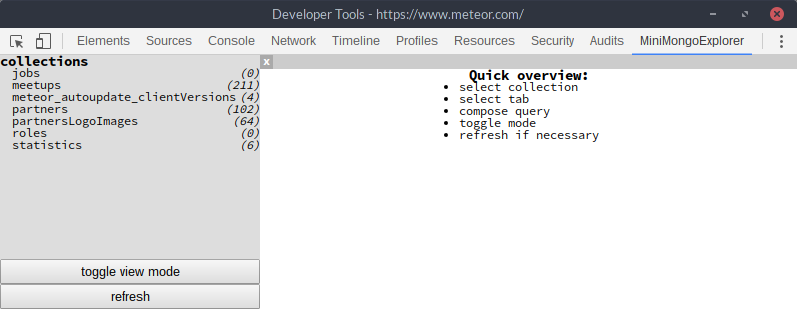 Developer Tools - https://www.meteor.com/
Elements Sources Console Network Timeline Profiles Resources Security Audits MiniMongoExplorer
collections
x
jobs (0)
meetups (211)
meteor_autoupdate_clientVersions (4)
partners (102)
partnersLogoImages (64)
roles (0)
statistics (6)
toggle view mode
refresh
Quick overview:
select collection
select tab
compose query
toggle mode
refresh if necessary